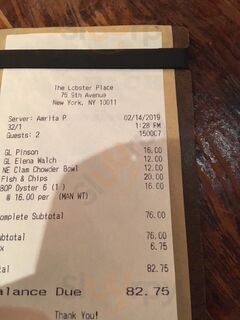 The Lobster Place
75 9th Avenue
New York, NY 10011
Server: Amrita P 02/14/2019
32/1 1:28 PM
Guests: 2 150007
GL Pinson 16.00
GL Elena Walch 12.00
NE Clam Chowder Bowl 12.00
Fish & Chips 20.00
BOP Oyster 6 (1 ) 16.00
@ 16.00 per (MAN WT)
omplete Subtotal 76.00
ubtotal 76.00
x 6.75
tal 82.75
alance Due 82.75
Thank You!